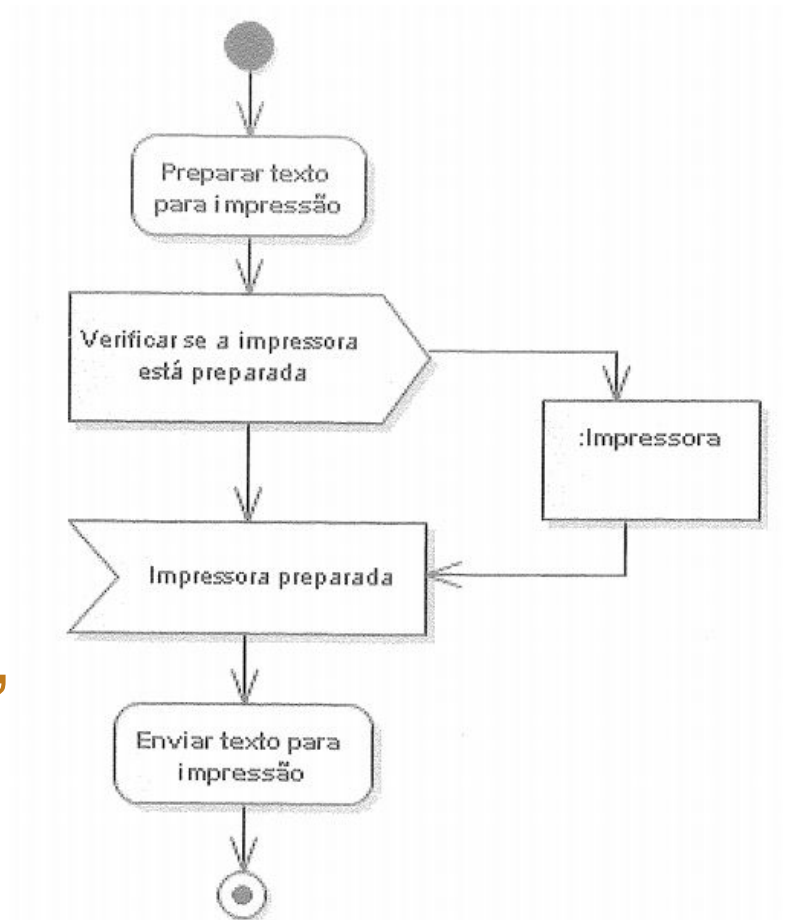 Preparar texto
para impressão
Verificar se a impressora
está preparada
:Impressora
Impressora preparada
Enviar texto para
impressão